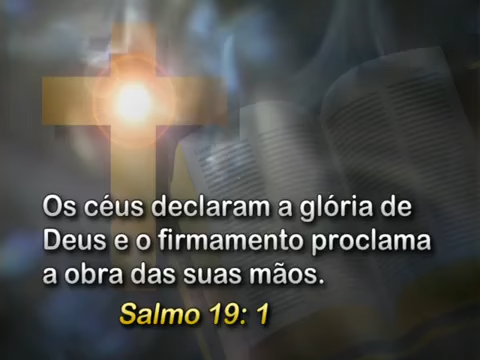 Os céus declaram a glória de
Deus e o firmamento proclama
a obra das suas mãos.
Salmo 19: 1